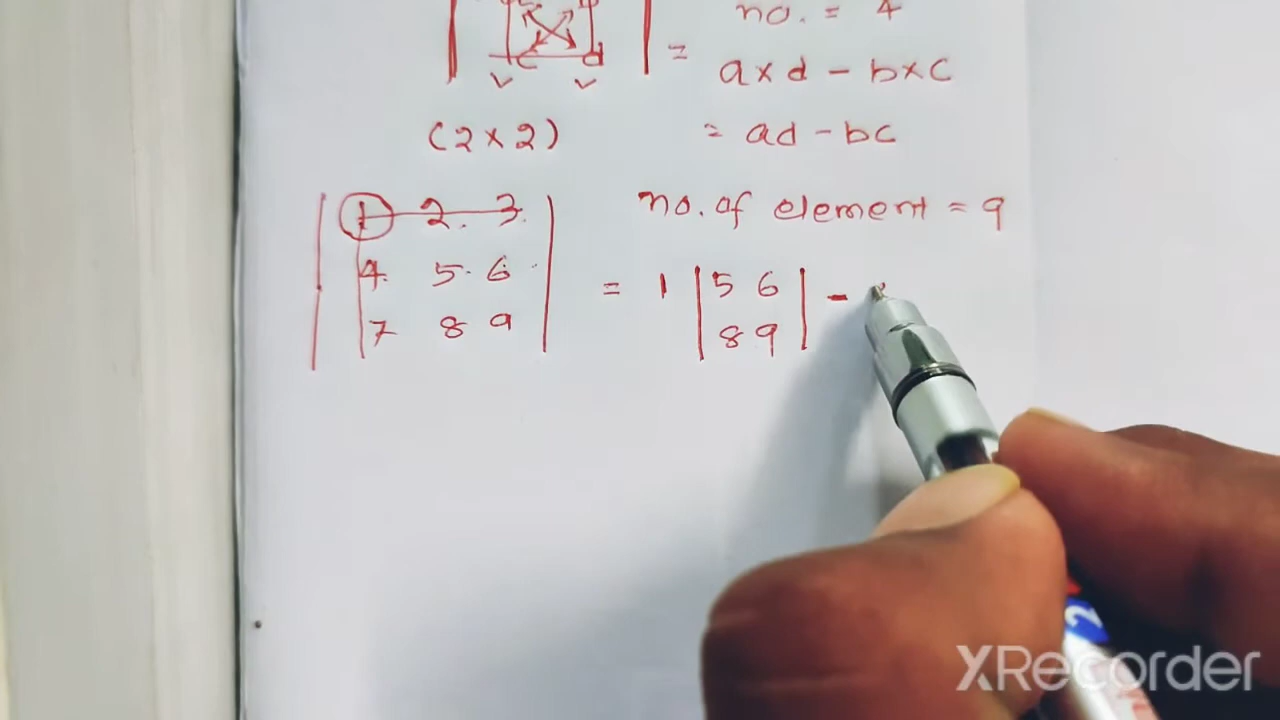 no. = 4
c d =
a x d - b x c
(2 x 2) = ad - bc
1 2. 3. no. of element = 9
4. 5. 6. = 1 | 5 6 | -
7 8 9 | 8 9 |
XRecorder